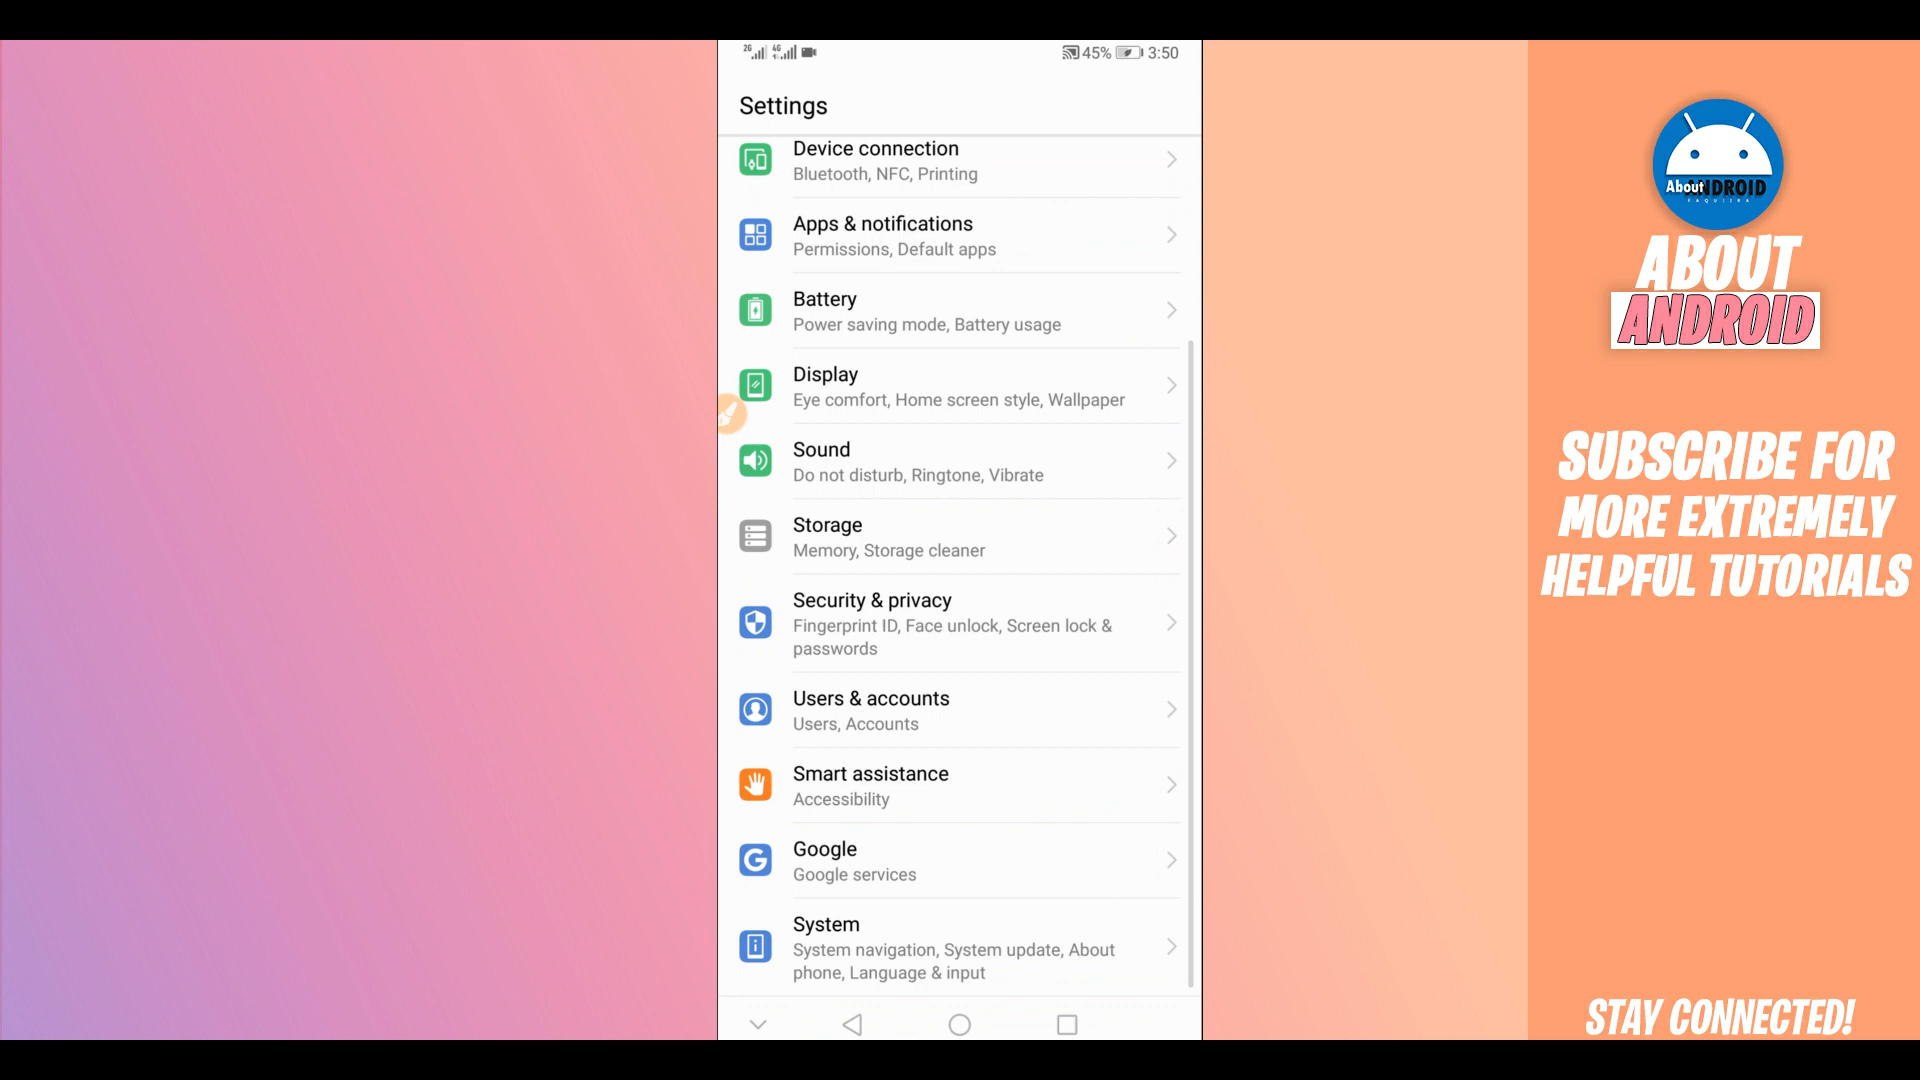 2G 4G 45% 3:50
Settings
Device connection
Bluetooth, NFC, Printing
Apps & notifications
Permissions, Default apps
Battery
Power saving mode, Battery usage
Display
Eye comfort, Home screen style, Wallpaper
Sound
Do not disturb, Ringtone, Vibrate
Storage
Memory, Storage cleaner
Security & privacy
Fingerprint ID, Face unlock, Screen lock &
passwords
Users & accounts
Users, Accounts
Smart assistance
Accessibility
Google
Google services
System
System navigation, System update, About
phone, Language & input
About ANDROID
FAQUIIRA
ABOUT
ANDROID
SUBSCRIBE FOR
MORE EXTREMELY
HELPFUL TUTORIALS
STAY CONNECTED!